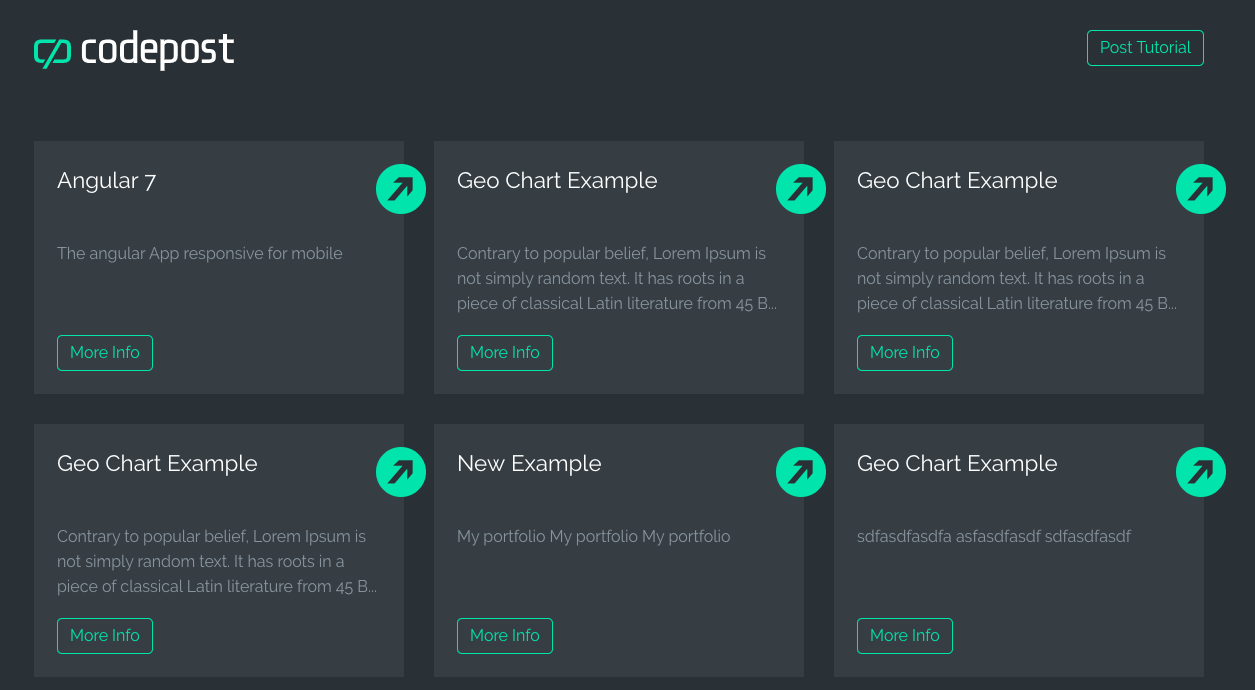 codepost
Post Tutorial
Angular 7
The angular App responsive for mobile
More Info
Geo Chart Example
Contrary to popular belief, Lorem Ipsum is
not simply random text. It has roots in a
piece of classical Latin literature from 45 B...
More Info
Geo Chart Example
Contrary to popular belief, Lorem Ipsum is
not simply random text. It has roots in a
piece of classical Latin literature from 45 B...
More Info
Geo Chart Example
Contrary to popular belief, Lorem Ipsum is
not simply random text. It has roots in a
piece of classical Latin literature from 45 B...
More Info
New Example
My portfolio My portfolio My portfolio
More Info
Geo Chart Example
sdfasdfasdfa asfasdfasdf sdfasdfasdf
More Info